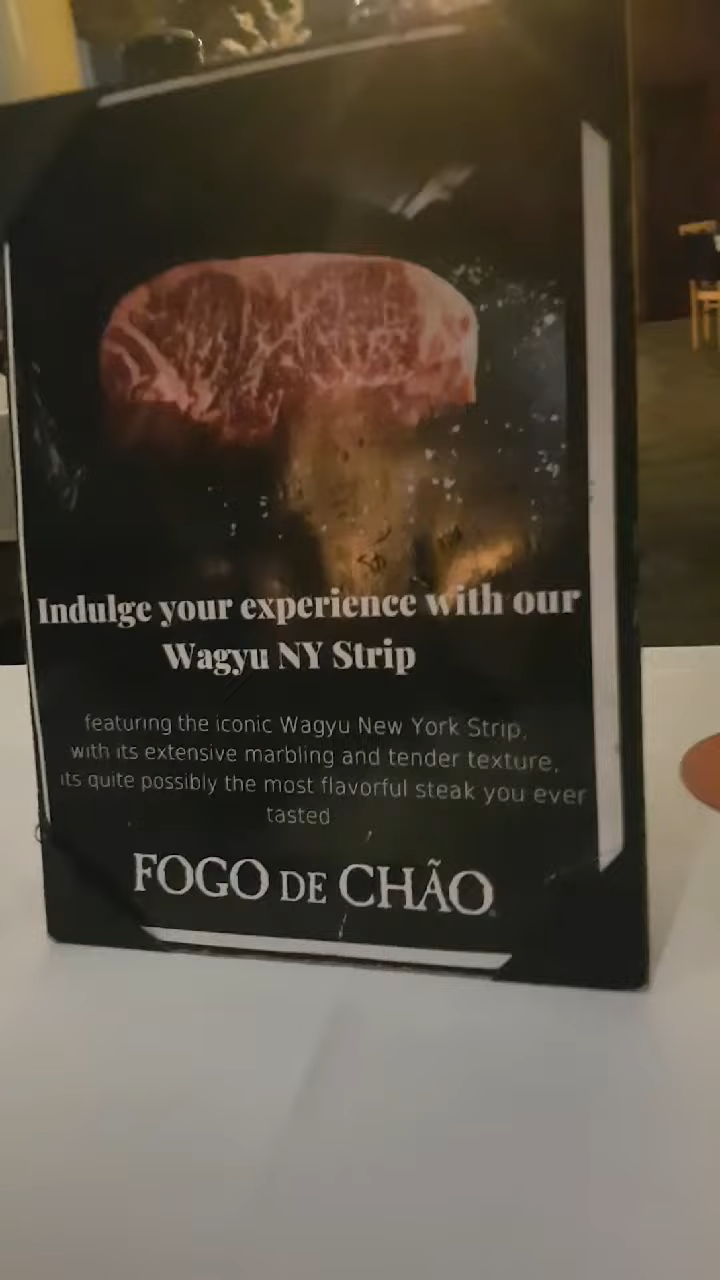 Indulge your experience with our
Wagyu NY Strip
featuring the iconic Wagyu New York Strip,
with its extensive marbling and tender texture,
its quite possibly the most flavorful steak you ever
tasted
FOGO DE CHÃO